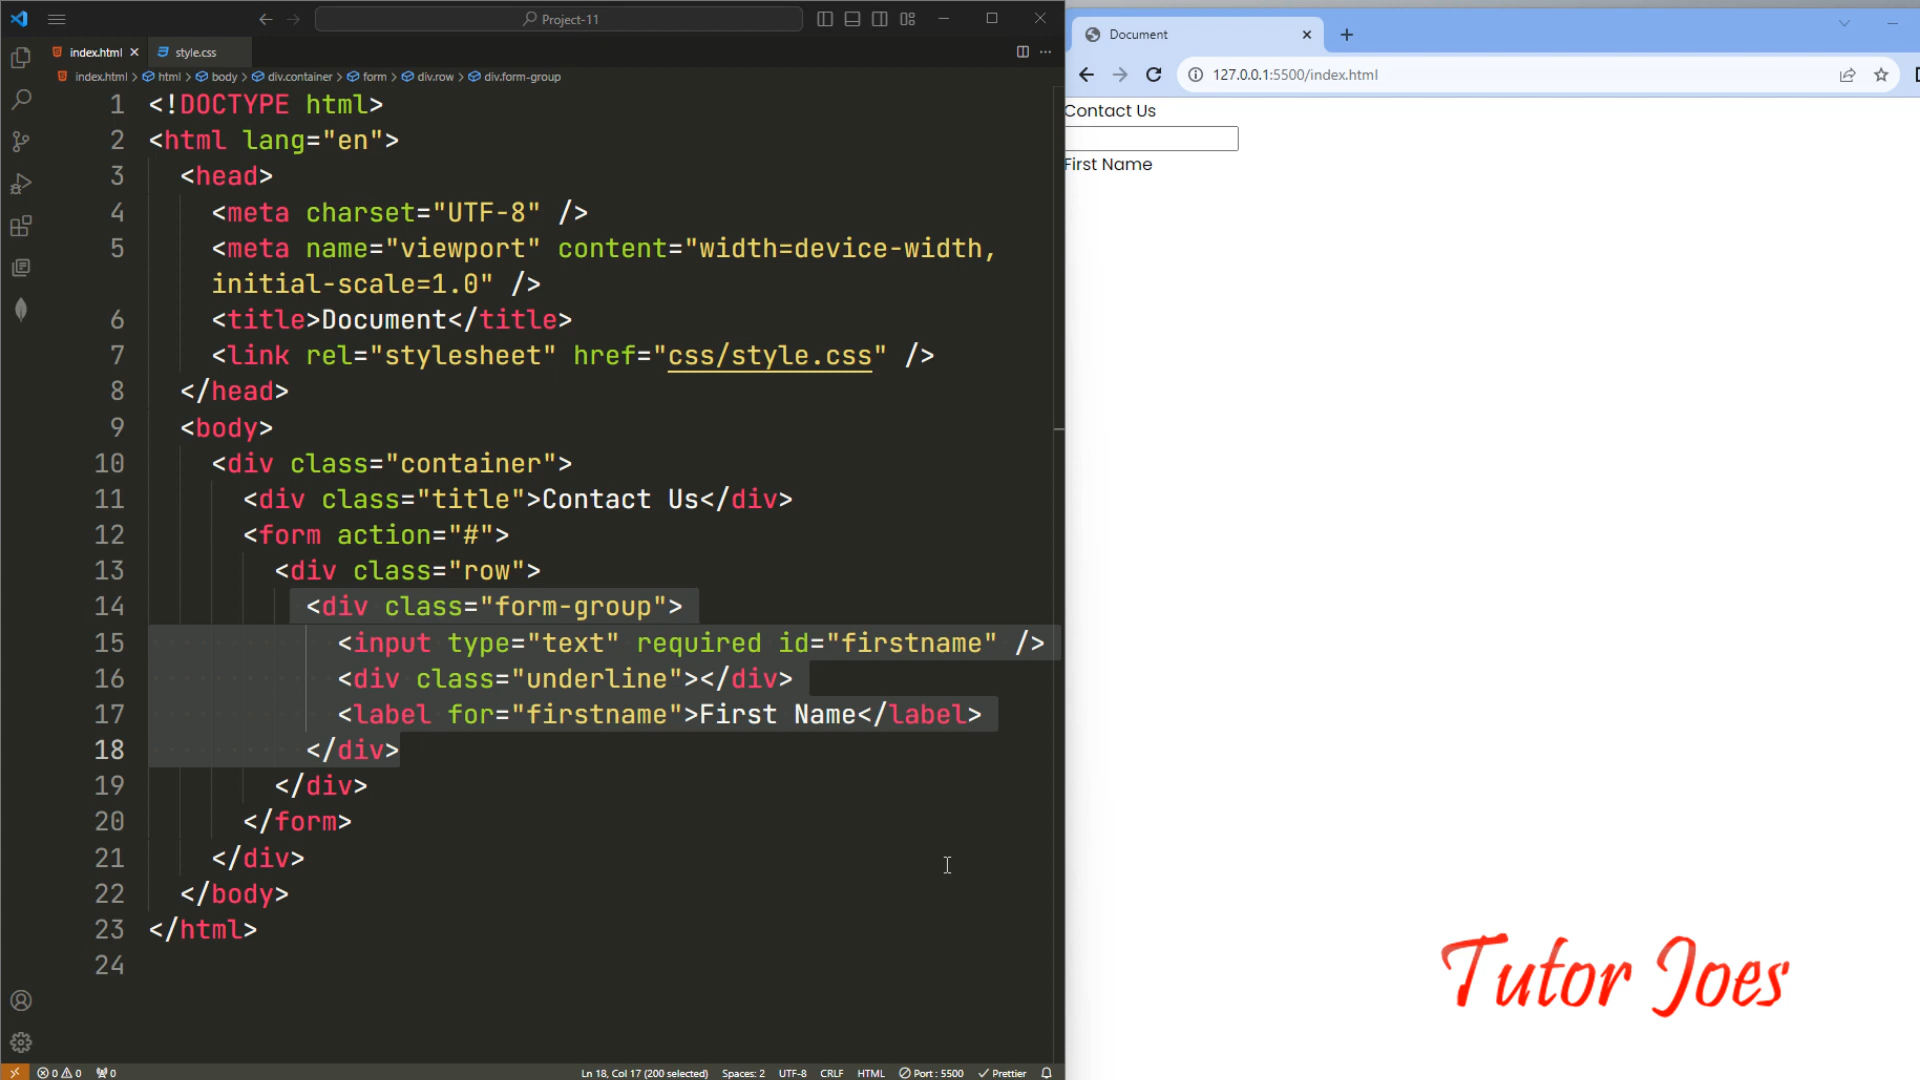 Project-11
index.html
style.css
index.html > html > body > div.container > form > div.row > div.form-group
1 <!DOCTYPE html>
2 <html lang="en">
3 <head>
4 <meta charset="UTF-8" />
5 <meta name="viewport" content="width=device-width,
initial-scale=1.0" />
6 <title>Document</title>
7 <link rel="stylesheet" href="css/style.css" />
8 </head>
9 <body>
10 <div class="container">
11 <div class="title">Contact Us</div>
12 <form action="#">
13 <div class="row">
14 <div class="form-group">
15 <input type="text" required id="firstname" />
16 <div class="underline"></div>
17 <label for="firstname">First Name</label>
18 </div>
19 </div>
20 </form>
21 </div>
22 </body>
23 </html>
24
0 0 0
Ln 18, Col 17 (200 selected) Spaces: 2 UTF-8 CRLF HTML Port : 5500 Prettier
Document
127.0.0.1:5500/index.html
Contact Us
First Name
Tutor Joes